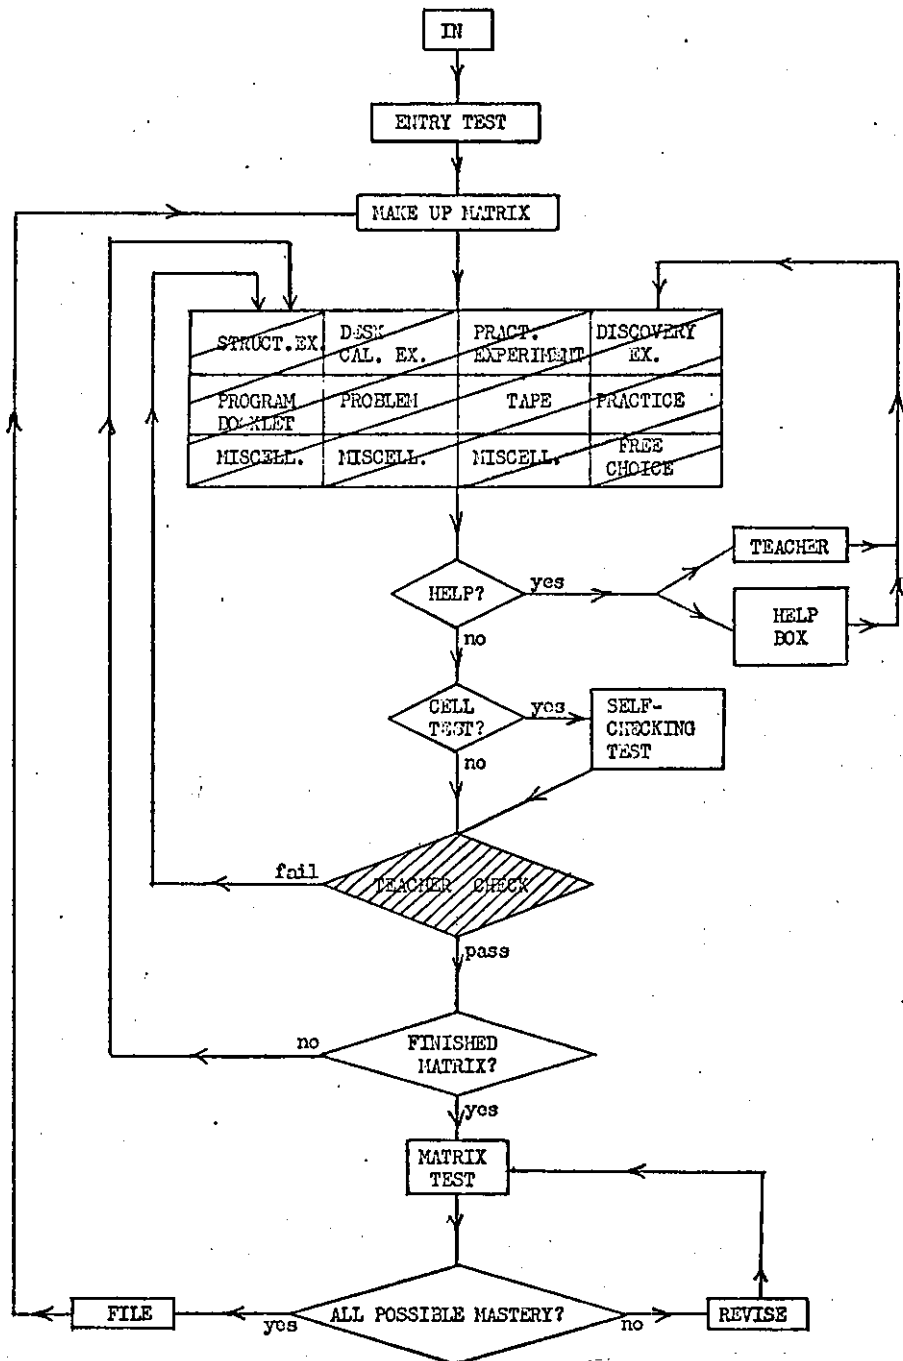 IN
ENTRY TEST
MAKE UP MATRIX
STRUCT.EX.
DESK
CAL. EX.
PRACT.
EXPERIMENT
DISCOVERY
EX.
PROGRAM
BOOKLET
PROBLEM
TAPE
PRACTICE
MISCELL.
MISCELL.
MISCELL.
FREE
CHOICE
HELP?
yes
TEACHER
HELP
BOX
no
CELL
TEST?
yes
SELF-
CHECKING
TEST
no
fail
TEACHER CHECK
pass
no
FINISHED
MATRIX?
yes
MATRIX
TEST
FILE
yes
ALL POSSIBLE MASTERY?
no
REVISE